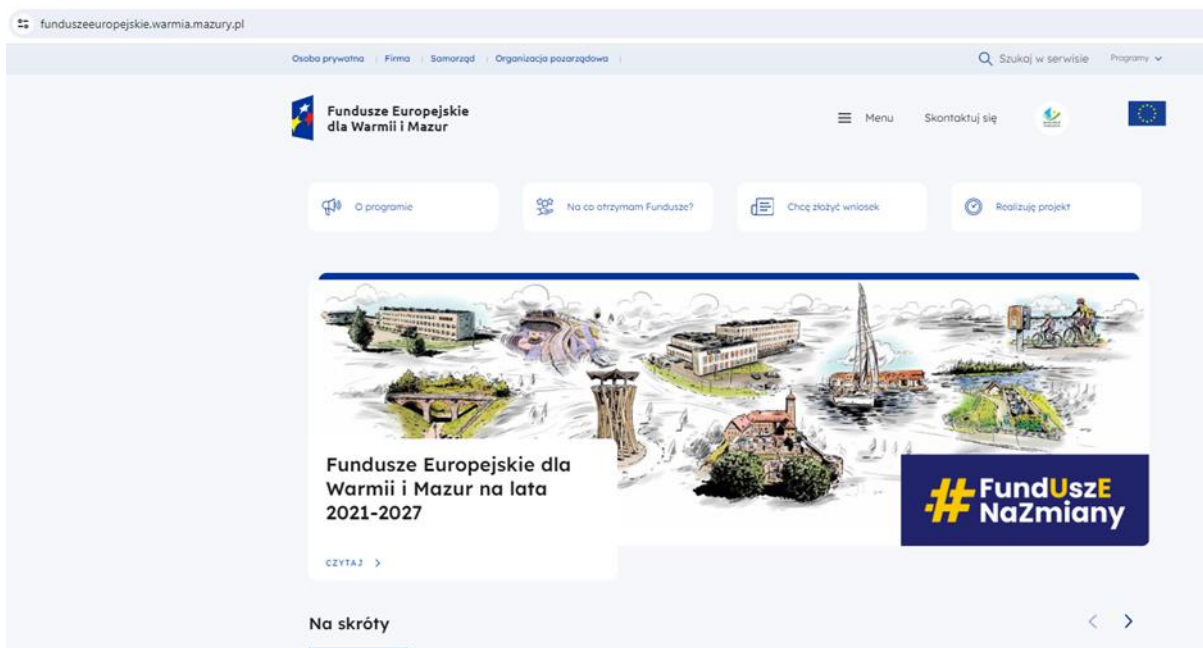 funduszeeuropejskie.warmia.mazury.pl
Osoba prywatna | Firma | Samorząd | Organizacja pozarządowa |
Szukaj w serwisie
Programy
Fundusze Europejskie
dla Warmii i Mazur
Menu
Skontaktuj się
O programie
Na co otrzymam Fundusze?
Chcę złożyć wniosek
Realizuję projekt
Fundusze Europejskie dla
Warmii i Mazur na lata
2021-2027
CZYTAJ >
#FundUszE
NaZmiany
Na skróty